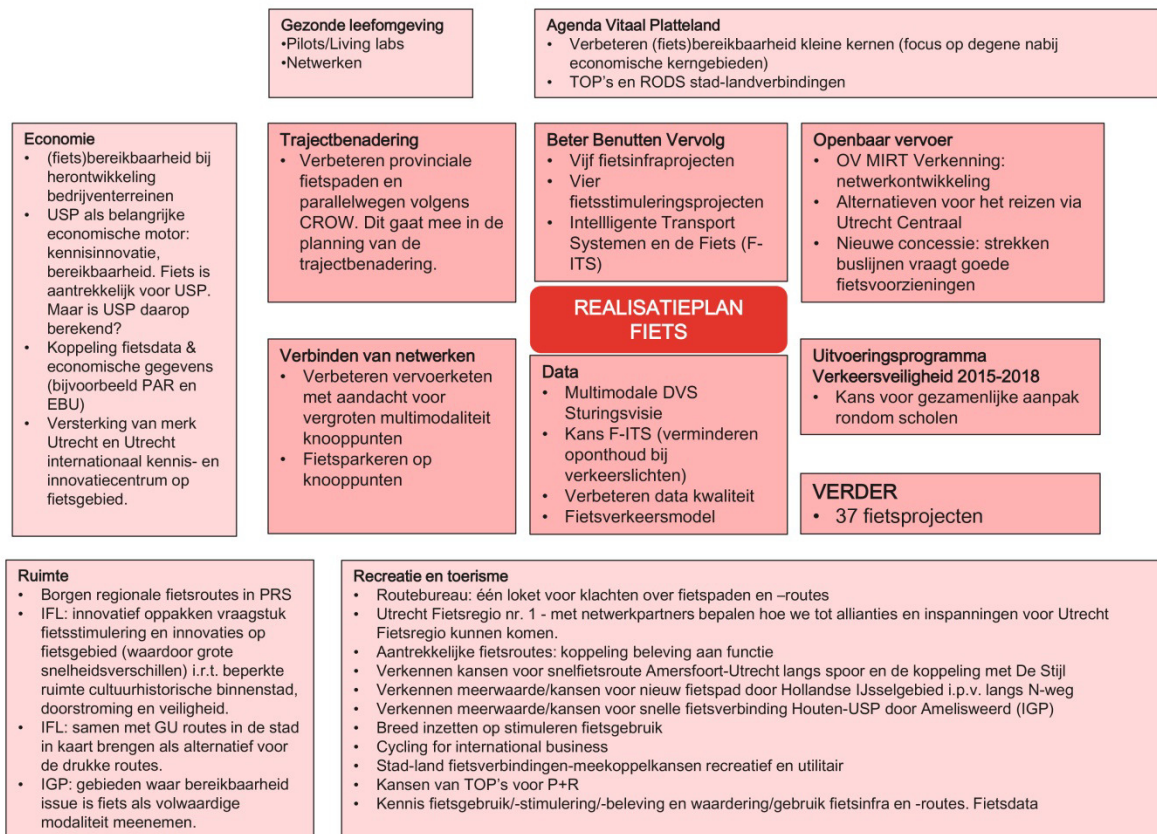 Gezonde leefomgeving
•Pilots/Living labs
•Netwerken
Agenda Vitaal Platteland
• Verbeteren (fiets)bereikbaarheid kleine kernen (focus op degene nabij
economische kerngebieden)
• TOP's en RODS stad-landverbindingen
Economie
• (fiets)bereikbaarheid bij
herontwikkeling
bedrijventerreinen
• USP als belangrijke
economische motor:
kennisinnovatie,
bereikbaarheid. Fiets is
aantrekkelijk voor USP.
Maar is USP daarop
berekend?
• Koppeling fietsdata &
economische gegevens
(bijvoorbeeld PAR en
EBU)
• Versterking van merk
Utrecht en Utrecht
internationaal kennis- en
innovatiecentrum op
fietsgebied.
Trajectbenadering
• Verbeteren provinciale
fietspaden en
parallelwegen volgens
CROW. Dit gaat mee in de
planning van de
trajectbenadering.
Beter Benutten Vervolg
• Vijf fietsinfraprojecten
• Vier
fietsstimuleringsprojecten
• Intellligente Transport
Systemen en de Fiets (F-
ITS)
Openbaar vervoer
• OV MIRT Verkenning:
netwerkontwikkeling
• Alternatieven voor het reizen via
Utrecht Centraal
• Nieuwe concessie: strekken
buslijnen vraagt goede
fietsvoorzieningen
REALISATIEPLAN
FIETS
Verbinden van netwerken
• Verbeteren vervoerketen
met aandacht voor
vergroten multimodaliteit
knooppunten
• Fietsparkeren op
knooppunten
Data
• Multimodale DVS
Sturingsvisie
• Kans F-ITS (verminderen
oponthoud bij
verkeerslichten)
• Verbeteren data kwaliteit
• Fietsverkeersmodel
Uitvoeringsprogramma
Verkeersveiligheid 2015-2018
• Kans voor gezamenlijke aanpak
rondom scholen
VERDER
• 37 fietsprojecten
Ruimte
• Borgen regionale fietsroutes in PRS
• IFL: innovatief oppakken vraagstuk
fietsstimulering en innovaties op
fietsgebied (waardoor grote
snelheidsverschillen) i.r.t. beperkte
ruimte cultuurhistorische binnenstad,
doorstroming en veiligheid.
• IFL: samen met GU routes in de stad
in kaart brengen als alternatief voor
de drukke routes.
• IGP: gebieden waar bereikbaarheid
issue is fiets als volwaardige
modaliteit meenemen.
Recreatie en toerisme
• Routebureau: één loket voor klachten over fietspaden en –routes
• Utrecht Fietsregio nr. 1 - met netwerkpartners bepalen hoe we tot allianties en inspanningen voor Utrecht
Fietsregio kunnen komen.
• Aantrekkelijke fietsroutes: koppeling beleving aan functie
• Verkennen kansen voor snelfietsroute Amersfoort-Utrecht langs spoor en de koppeling met De Stijl
• Verkennen meerwaarde/kansen voor nieuw fietspad door Hollandse IJsselgebied i.p.v. langs N-weg
• Verkennen meerwaarde/kansen voor snelle fietsverbinding Houten-USP door Amelisweerd (IGP)
• Breed inzetten op stimuleren fietsgebruik
• Cycling for international business
• Stad-land fietsverbindingen-meekoppelkansen recreatief en utilitair
• Kansen van TOP's voor P+R
• Kennis fietsgebruik/-stimulering/-beleving en waardering/gebruik fietsinfra en -routes. Fietsdata